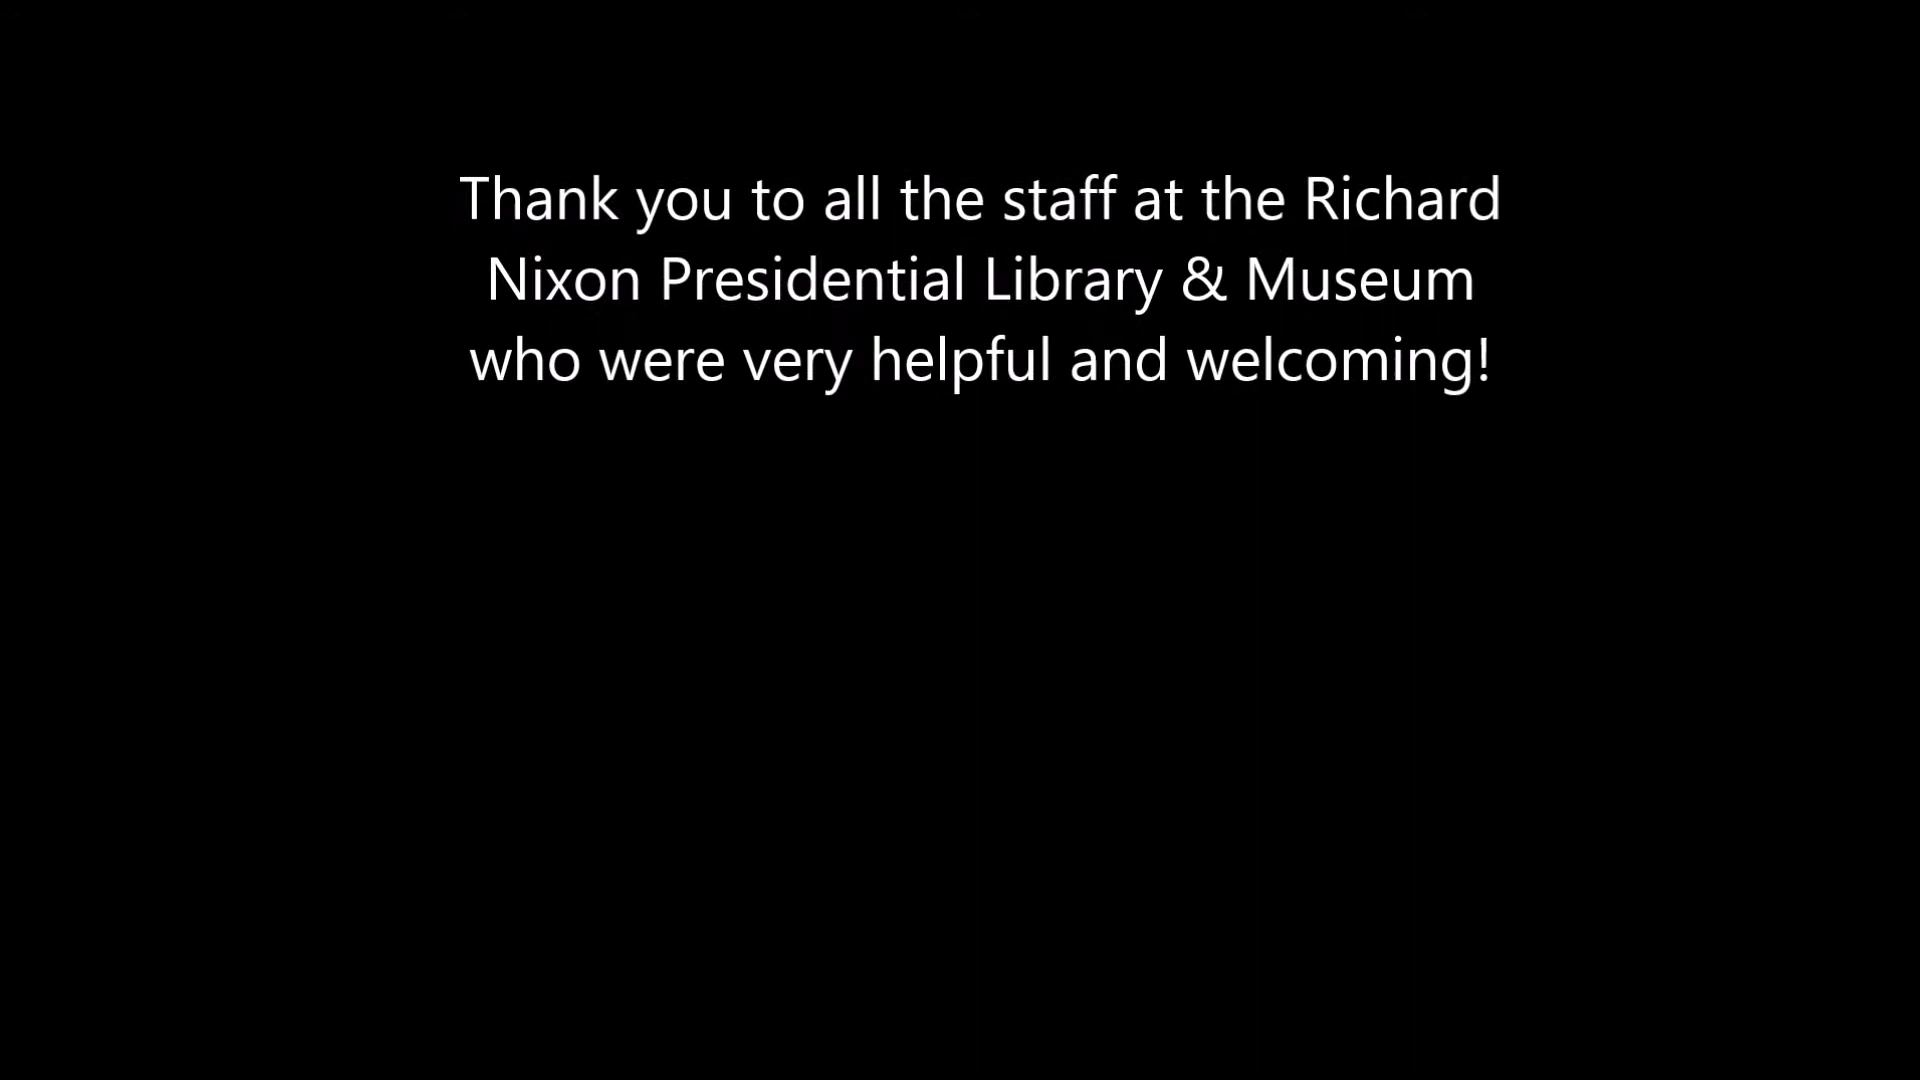 Thank you to all the staff at the Richard
Nixon Presidential Library & Museum
who were very helpful and welcoming!